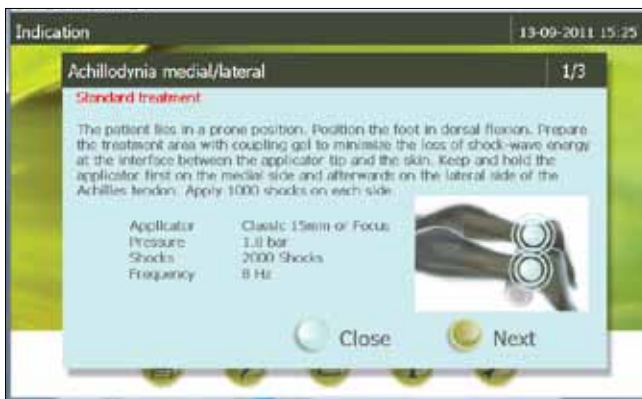 Indication 13-09-2011 15:25
Achillodynia medial/lateral 1/3
Standard treatment
The patient lies in a prone position. Position the foot in dorsal flexion. Prepare
the treatment area with coupling gel to minimize the loss of shock-wave energy
at the interface between the applicator tip and the skin. Keep and hold the
applicator first on the medial side and afterwards on the lateral side of the
Achilles tendon. Apply 1000 shocks on each side.
Applicator Classic 15mm or Focus
Pressure 1.8 bar
Shocks 2000 Shocks
Frequency 8 Hz
Close Next